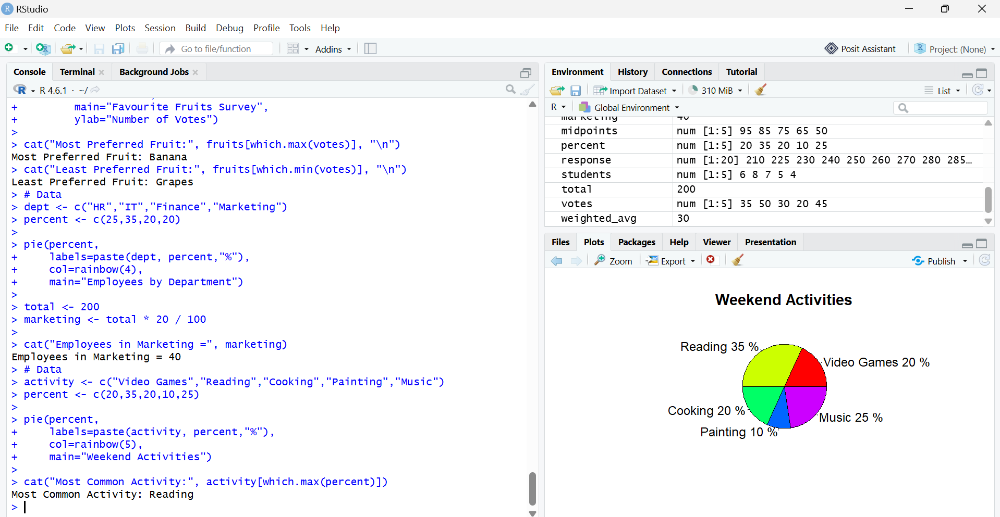 RStudio
File Edit Code View Plots Session Build Debug Profile Tools Help
Go to file/function Addins Posit Assistant Project: (None)
Console Terminal Background Jobs
R 4.6.1 · ~/
+         main="Favourite Fruits Survey",
+         ylab="Number of Votes")
>
> cat("Most Preferred Fruit:", fruits[which.max(votes)], "\n")
Most Preferred Fruit: Banana
> cat("Least Preferred Fruit:", fruits[which.min(votes)], "\n")
Least Preferred Fruit: Grapes
> # Data
> dept <- c("HR","IT","Finance","Marketing")
> percent <- c(25,35,20,20)
>
> pie(percent,
+     labels=paste(dept, percent,"%"),
+     col=rainbow(4),
+     main="Employees by Department")
>
> total <- 200
> marketing <- total * 20 / 100
>
> cat("Employees in Marketing =", marketing)
Employees in Marketing = 40
> # Data
> activity <- c("Video Games","Reading","Cooking","Painting","Music")
> percent <- c(20,35,20,10,25)
>
> pie(percent,
+     labels=paste(activity, percent,"%"),
+     col=rainbow(5),
+     main="Weekend Activities")
>
> cat("Most Common Activity:", activity[which.max(percent)])
Most Common Activity: Reading
>
Environment History Connections Tutorial
Import Dataset 310 MiB List
R Global Environment
marketing 40
midpoints num [1:5] 95 85 75 65 50
percent num [1:5] 20 35 20 10 25
response num [1:20] 210 225 230 240 250 260 270 280 285…
students num [1:5] 6 8 7 5 4
total 200
votes num [1:5] 35 50 30 20 45
weighted_avg 30
Files Plots Packages Help Viewer Presentation
Zoom Export Publish
Weekend Activities
Reading 35 %
Video Games 20 %
Cooking 20 %
Music 25 %
Painting 10 %